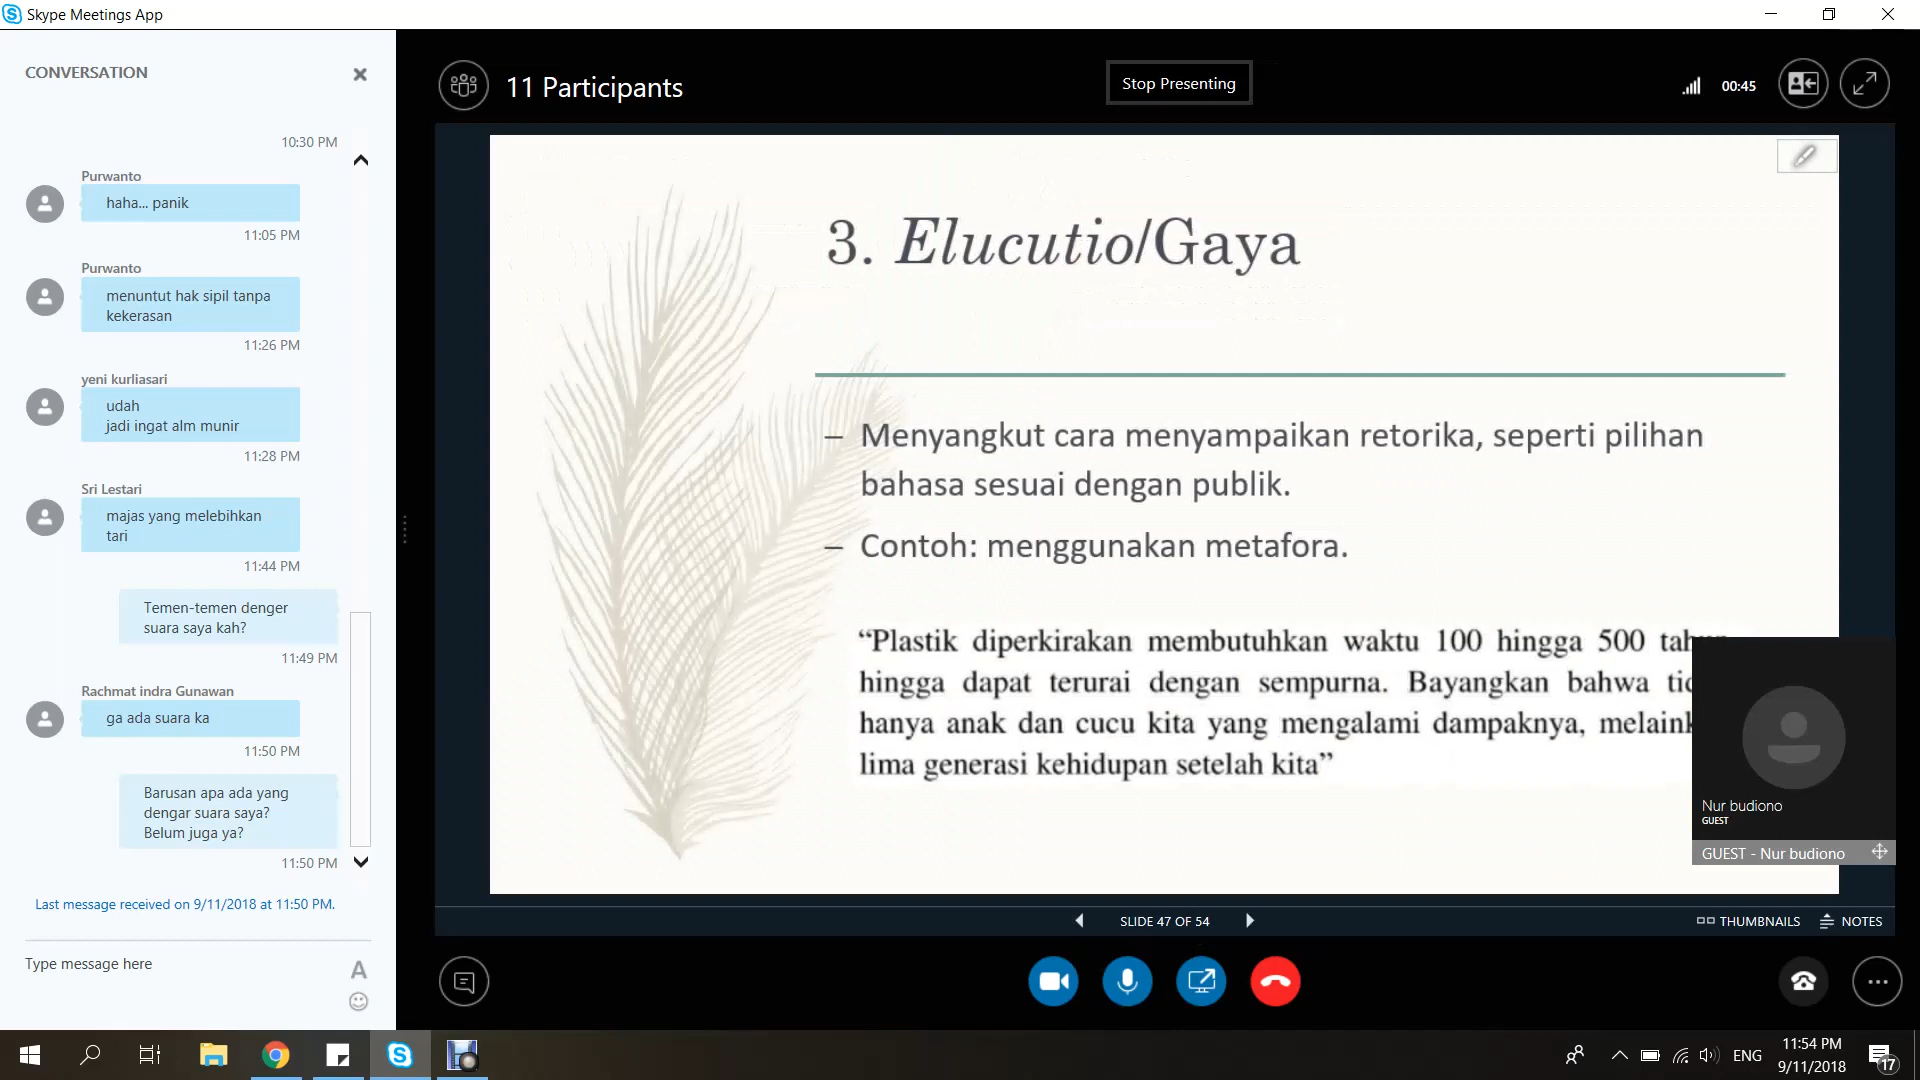 Skype Meetings App
CONVERSATION
10:30 PM
Purwanto
haha... panik
11:05 PM
Purwanto
menuntut hak sipil tanpa
kekerasan
11:26 PM
yeni kurliasari
udah
jadi ingat alm munir
11:28 PM
Sri Lestari
majas yang melebihkan
tari
11:44 PM
Temen-temen denger
suara saya kah?
11:49 PM
Rachmat indra Gunawan
ga ada suara ka
11:50 PM
Barusan apa ada yang
dengar suara saya?
Belum juga ya?
11:50 PM
Last message received on 9/11/2018 at 11:50 PM.
Type message here
A
11 Participants
Stop Presenting
00:45
3. Elucutio/Gaya
– Menyangkut cara menyampaikan retorika, seperti pilihan
bahasa sesuai dengan publik.
– Contoh: menggunakan metafora.
“Plastik diperkirakan membutuhkan waktu 100 hingga 500
hingga dapat terurai dengan sempurna. Bayangkan bahwa
hanya anak dan cucu kita yang mengalami dampaknya,
lima generasi kehidupan setelah kita”
Nur budiono
GUEST
GUEST - Nur budiono
SLIDE 47 OF 54
THUMBNAILS
NOTES
ENG
11:54 PM
9/11/2018
17